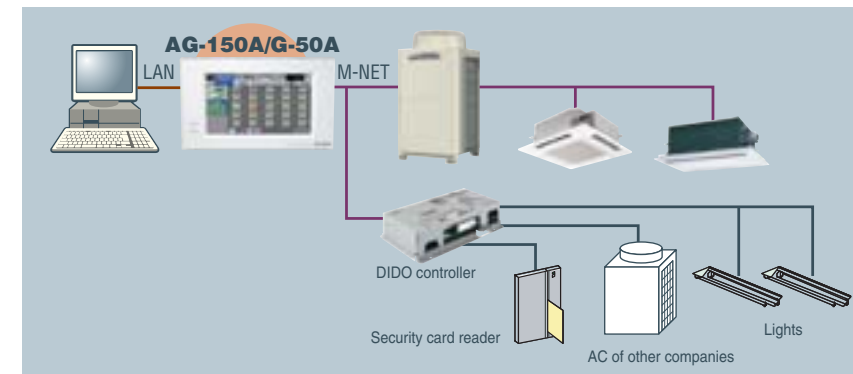 AG-150A/G-50A
LAN
M-NET
DIDO controller
Security card reader
AC of other companies
Lights